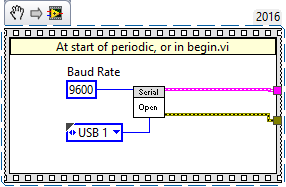 2016
At start of periodic, or in begin.vi
Baud Rate
9600
Serial
Open
USB 1